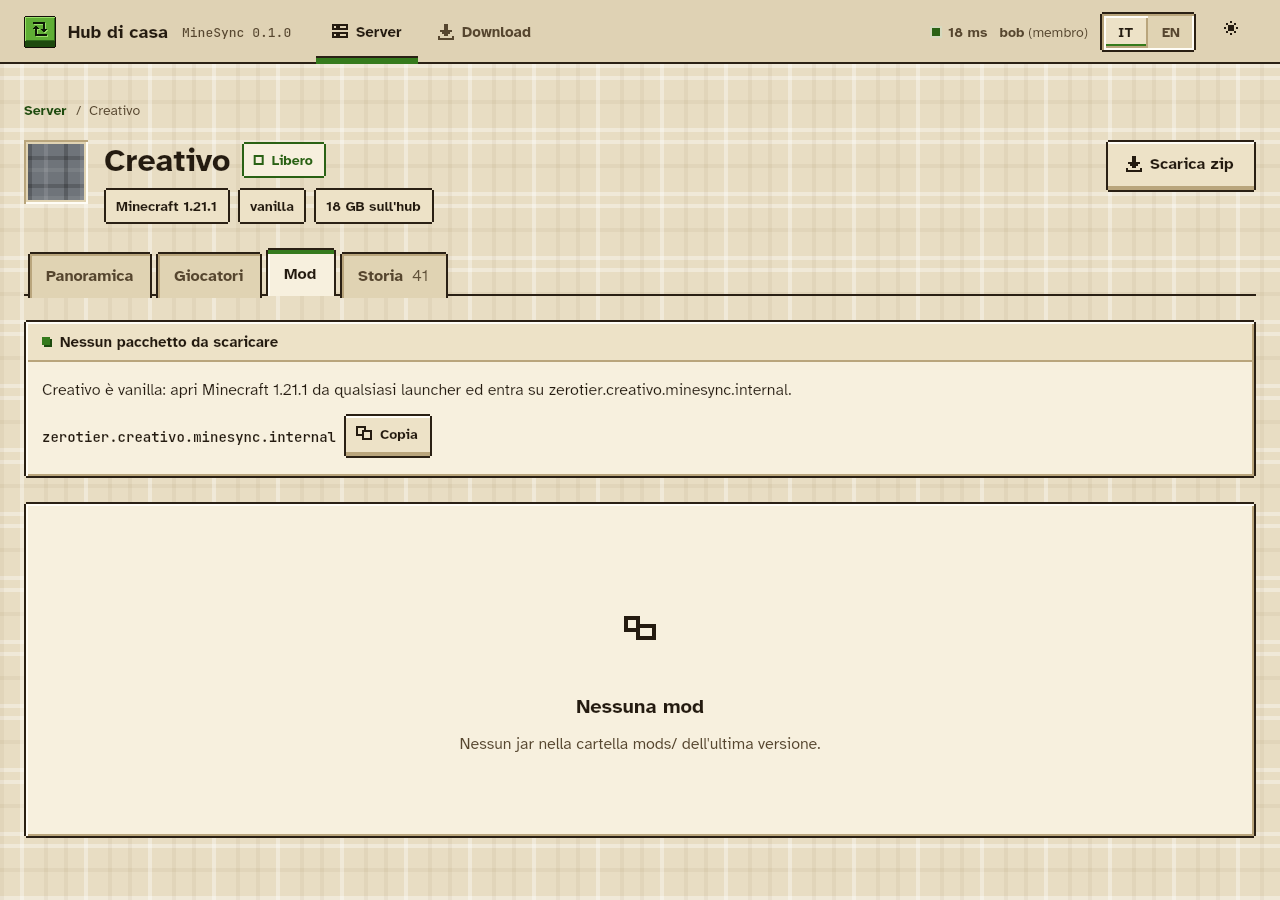 Hub di casa MineSync 0.1.0 Server Download 18 ms bob (membro) IT EN
Server / Creativo
Creativo Libero Scarica zip
Minecraft 1.21.1 vanilla 18 GB sull'hub
Panoramica Giocatori Mod Storia 41
Nessun pacchetto da scaricare
Creativo è vanilla: apri Minecraft 1.21.1 da qualsiasi launcher ed entra su zerotier.creativo.minesync.internal.
zerotier.creativo.minesync.internal Copia
Nessuna mod
Nessun jar nella cartella mods/ dell'ultima versione.